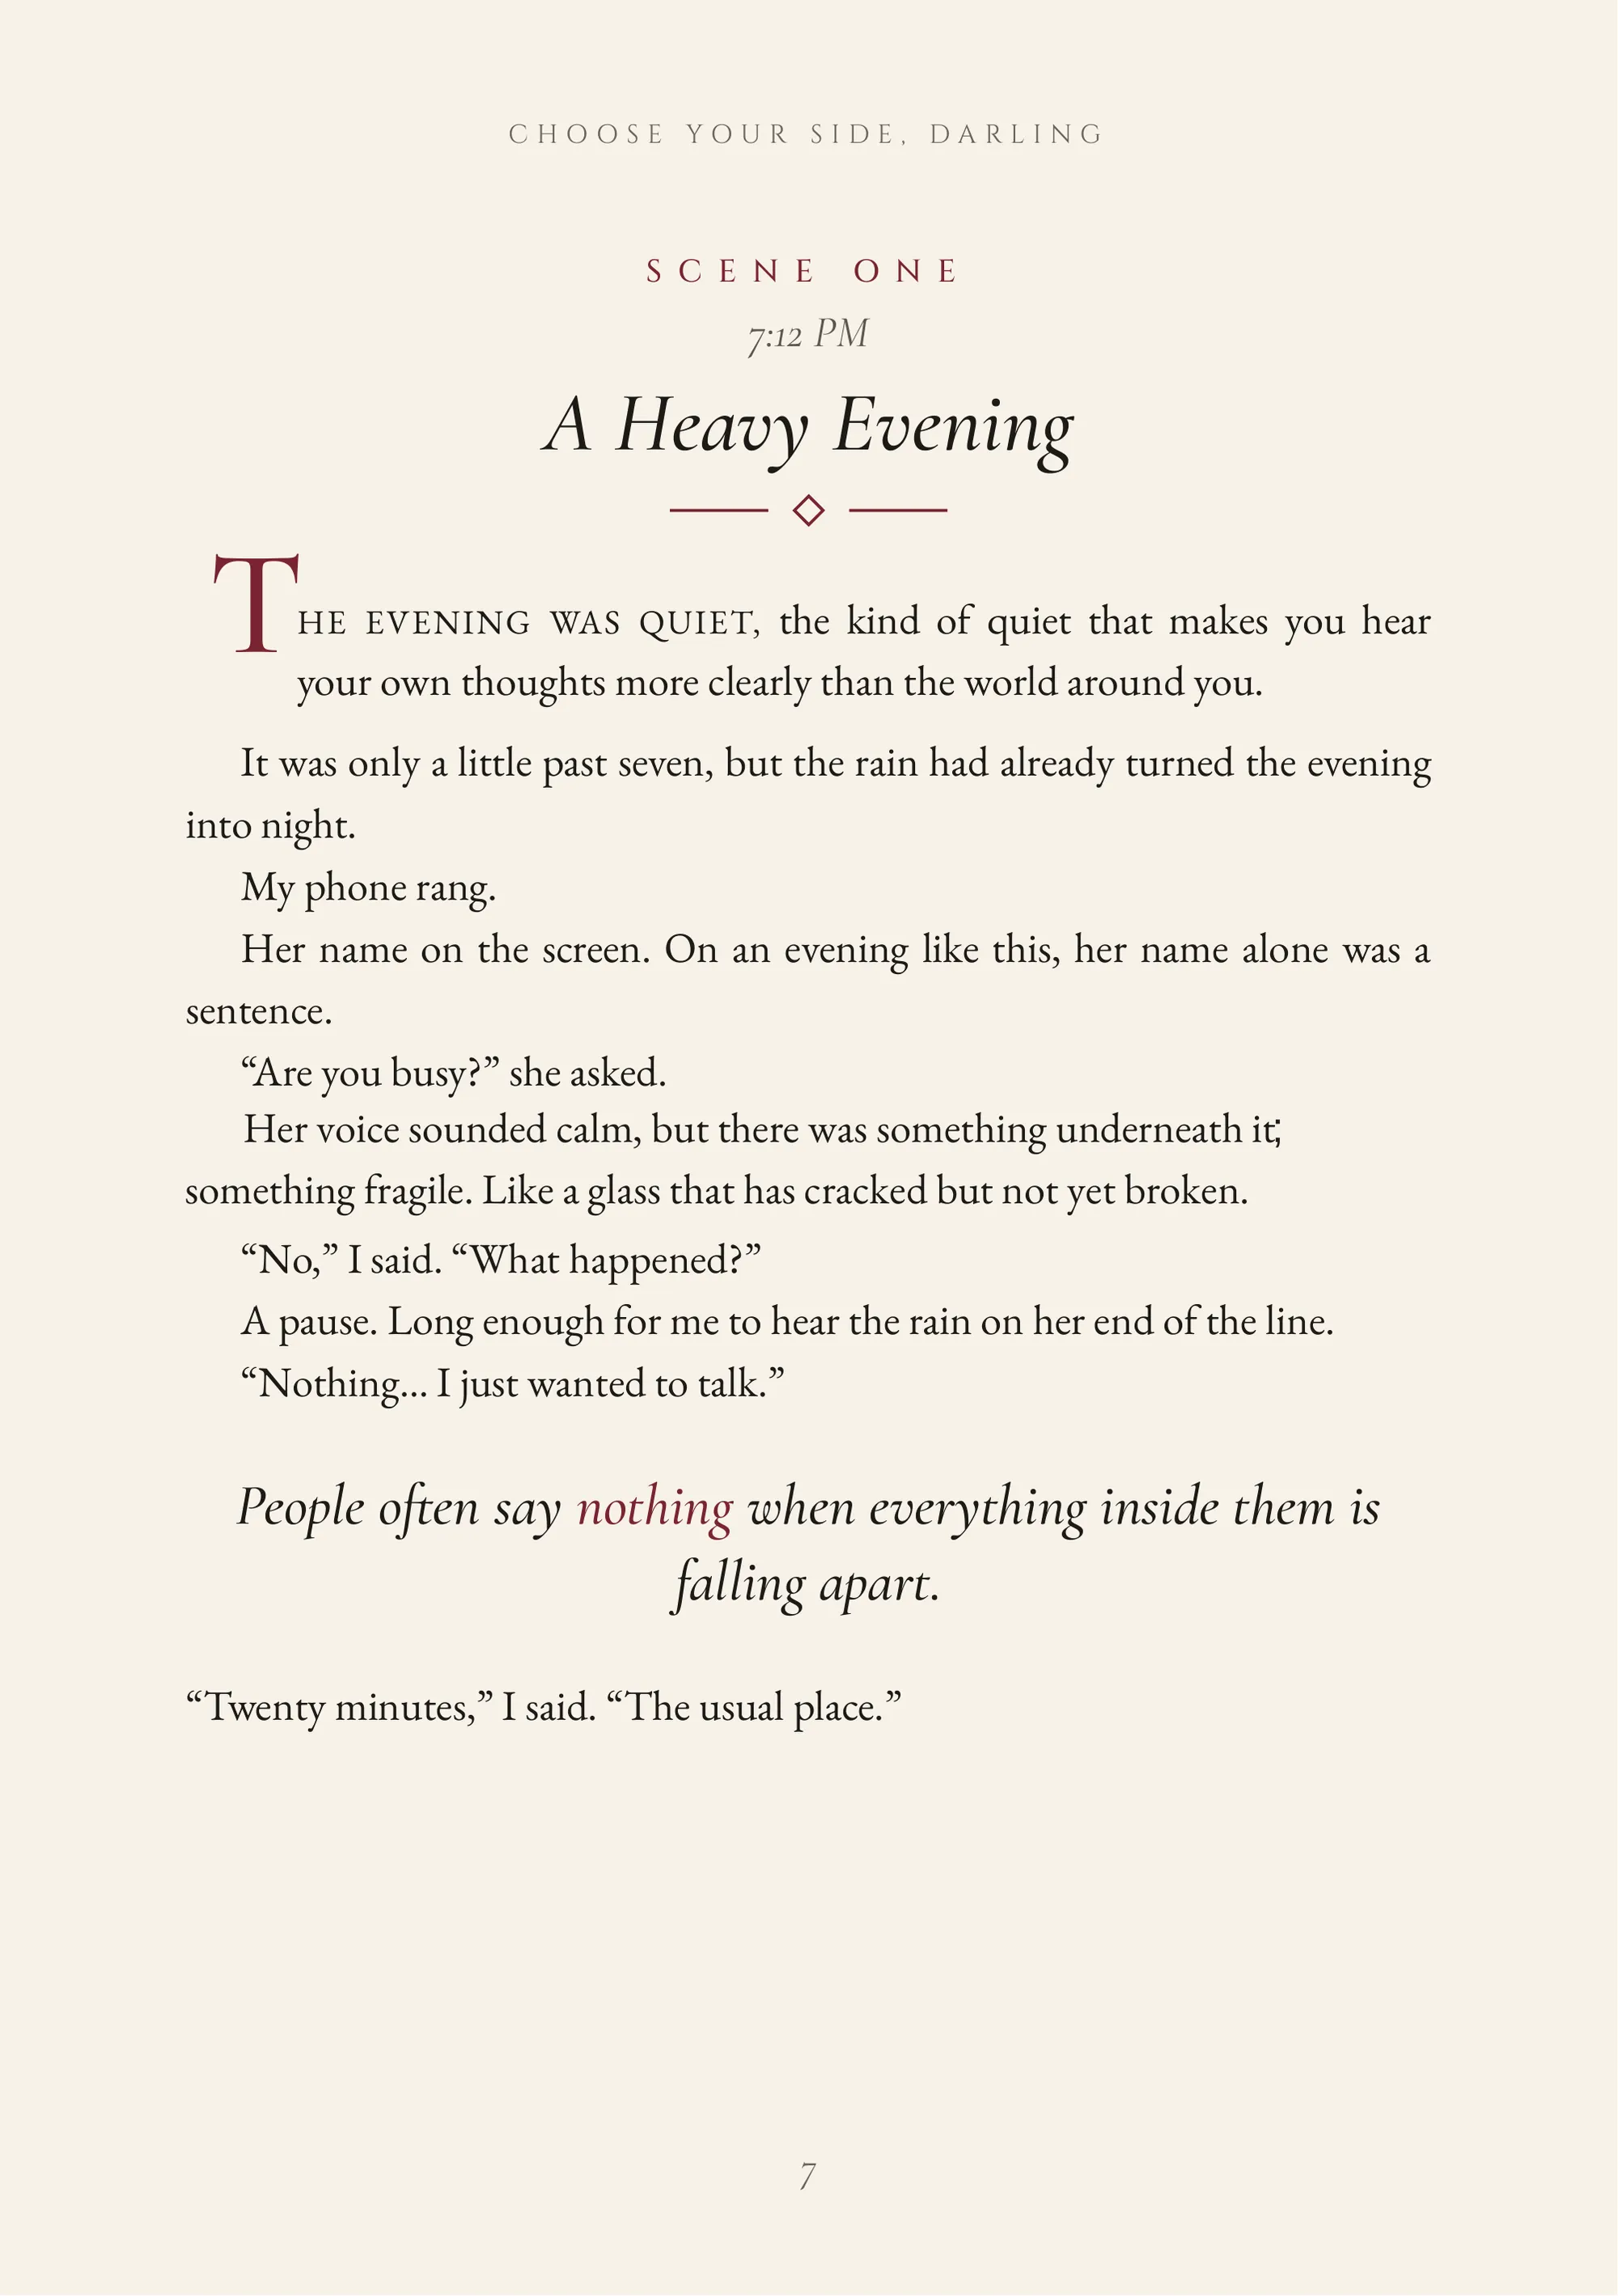 CHOOSE YOUR SIDE, DARLING
SCENE ONE
7:12 PM
A Heavy Evening
THE EVENING WAS QUIET, the kind of quiet that makes you hear
your own thoughts more clearly than the world around you.
It was only a little past seven, but the rain had already turned the evening
into night.
My phone rang.
Her name on the screen. On an evening like this, her name alone was a
sentence.
“Are you busy?” she asked.
Her voice sounded calm, but there was something underneath it;
something fragile. Like a glass that has cracked but not yet broken.
“No,” I said. “What happened?”
A pause. Long enough for me to hear the rain on her end of the line.
“Nothing... I just wanted to talk.”
People often say nothing when everything inside them is
falling apart.
“Twenty minutes,” I said. “The usual place.”
7